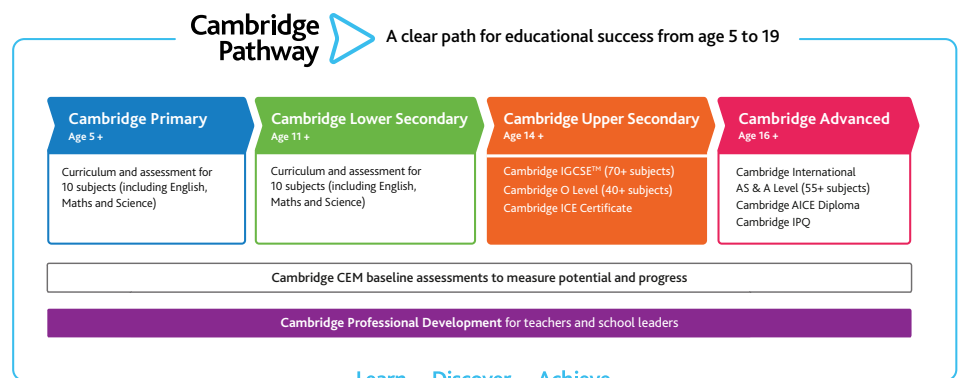 Cambridge
Pathway
A clear path for educational success from age 5 to 19
Cambridge Primary
Age 5 +
Curriculum and assessment for
10 subjects (including English,
Maths and Science)
Cambridge Lower Secondary
Age 11 +
Curriculum and assessment for
10 subjects (including English,
Maths and Science)
Cambridge Upper Secondary
Age 14 +
Cambridge IGCSE™ (70+ subjects)
Cambridge O Level (40+ subjects)
Cambridge ICE Certificate
Cambridge Advanced
Age 16 +
Cambridge International
AS & A Level (55+ subjects)
Cambridge AICE Diploma
Cambridge IPQ
Cambridge CEM baseline assessments to measure potential and progress
Cambridge Professional Development for teachers and school leaders
Learn Discover Achieve